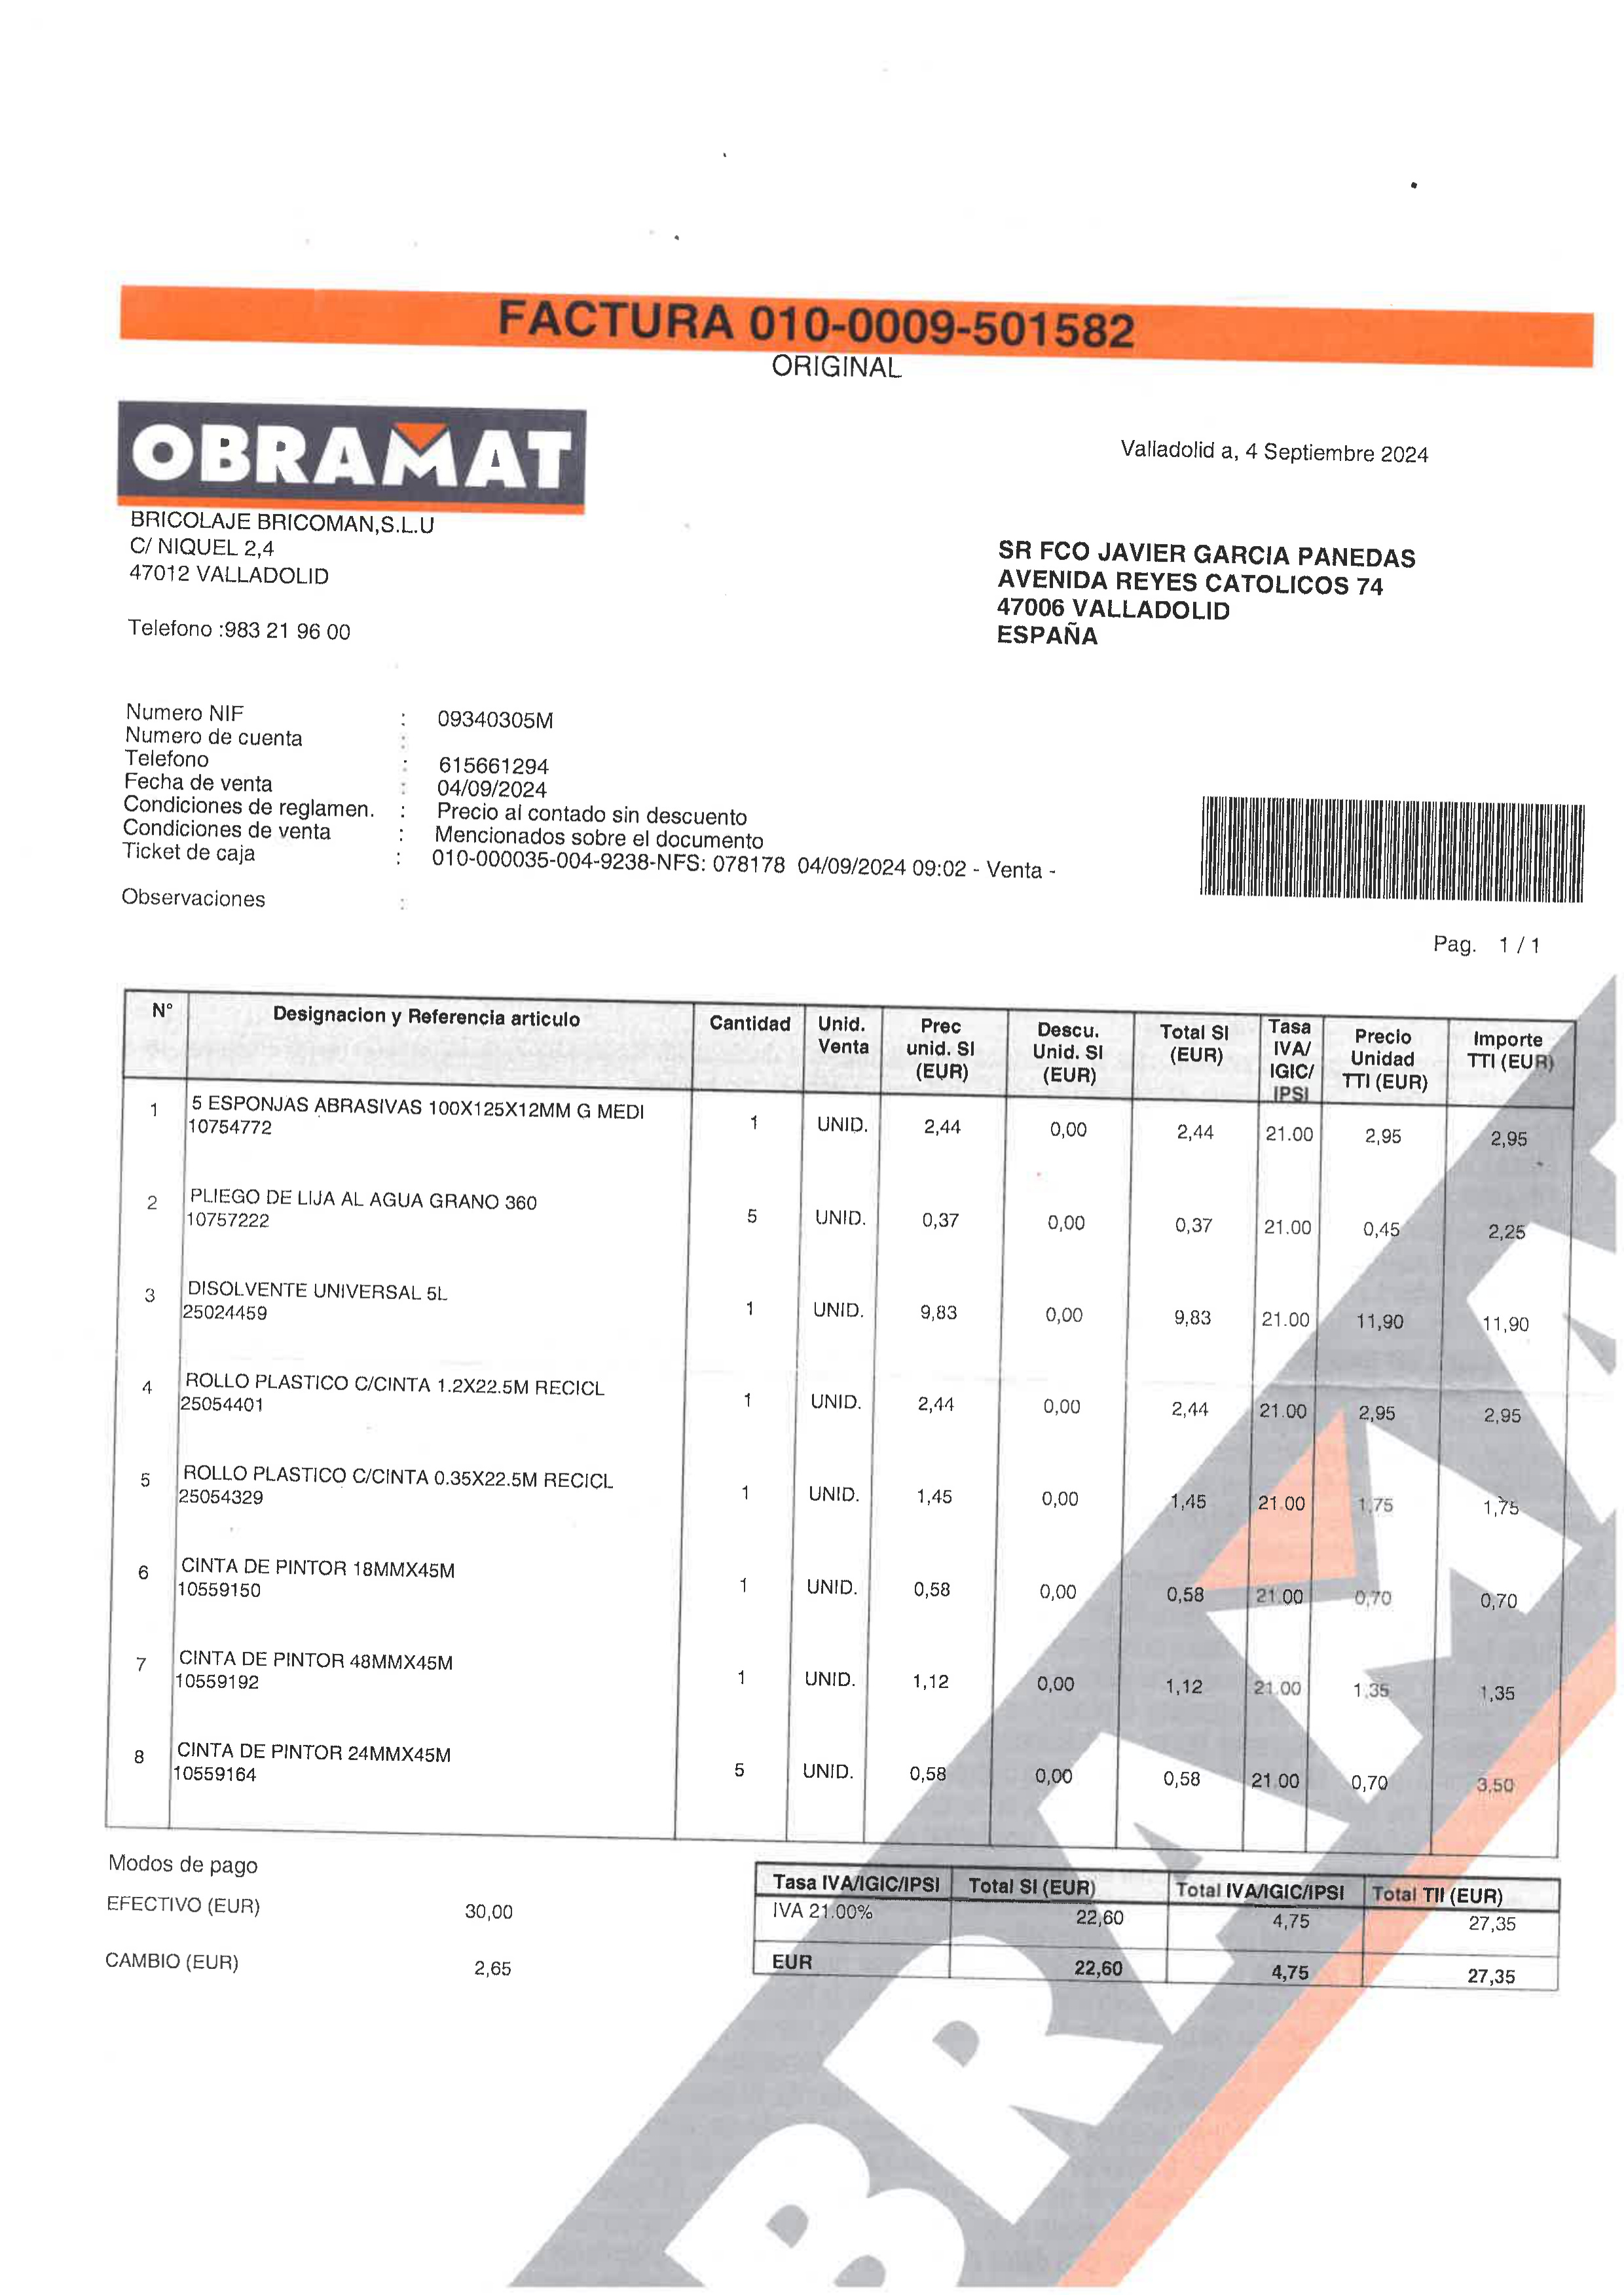 FACTURA 010-0009-501582
ORIGINAL
OBRAMAT
Valladolid a, 4 Septiembre 2024
BRICOLAJE BRICOMAN,S.L.U
C/ NIQUEL 2,4
47012 VALLADOLID
Telefono :983 21 96 00
SR FCO JAVIER GARCIA PANEDAS
AVENIDA REYES CATOLICOS 74
47006 VALLADOLID
ESPAÑA
Numero NIF : 09340305M
Numero de cuenta :
Telefono : 615661294
Fecha de venta : 04/09/2024
Condiciones de reglamen. : Precio al contado sin descuento
Condiciones de venta : Mencionados sobre el documento
Ticket de caja : 010-000035-004-9238-NFS: 078178 04/09/2024 09:02 - Venta -
Observaciones :
Pag. 1 / 1
N° Designacion y Referencia articulo Cantidad Unid. Venta Prec unid. SI (EUR) Descu. Unid. SI (EUR) Total SI (EUR) Tasa IVA/ IGIC/ IPSI Precio Unidad TTI (EUR) Importe TTI (EUR)
1 5 ESPONJAS ABRASIVAS 100X125X12MM G MEDI 1 UNID. 2,44 0,00 2,44 21.00 2,95 2,95
10754772
2 PLIEGO DE LIJA AL AGUA GRANO 360 5 UNID. 0,37 0,00 0,37 21.00 0,45 2,25
10757222
3 DISOLVENTE UNIVERSAL 5L 1 UNID. 9,83 0,00 9,83 21.00 11,90 11,90
25024459
4 ROLLO PLASTICO C/CINTA 1.2X22.5M RECICL 1 UNID. 2,44 0,00 2,44 21.00 2,95 2,95
25054401
5 ROLLO PLASTICO C/CINTA 0.35X22.5M RECICL 1 UNID. 1,45 0,00 1,45 21.00 1,75 1,75
25054329
6 CINTA DE PINTOR 18MMX45M 1 UNID. 0,58 0,00 0,58 21.00 0,70 0,70
10559150
7 CINTA DE PINTOR 48MMX45M 1 UNID. 1,12 0,00 1,12 21.00 1,35 1,35
10559192
8 CINTA DE PINTOR 24MMX45M 5 UNID. 0,58 0,00 0,58 21.00 0,70 3,50
10559164
Modos de pago
EFECTIVO (EUR) 30,00
CAMBIO (EUR) 2,65
Tasa IVA/IGIC/IPSI Total SI (EUR) Total IVA/IGIC/IPSI Total TII (EUR)
IVA 21.00% 22,60 4,75 27,35
EUR 22,60 4,75 27,35
BRAMAT